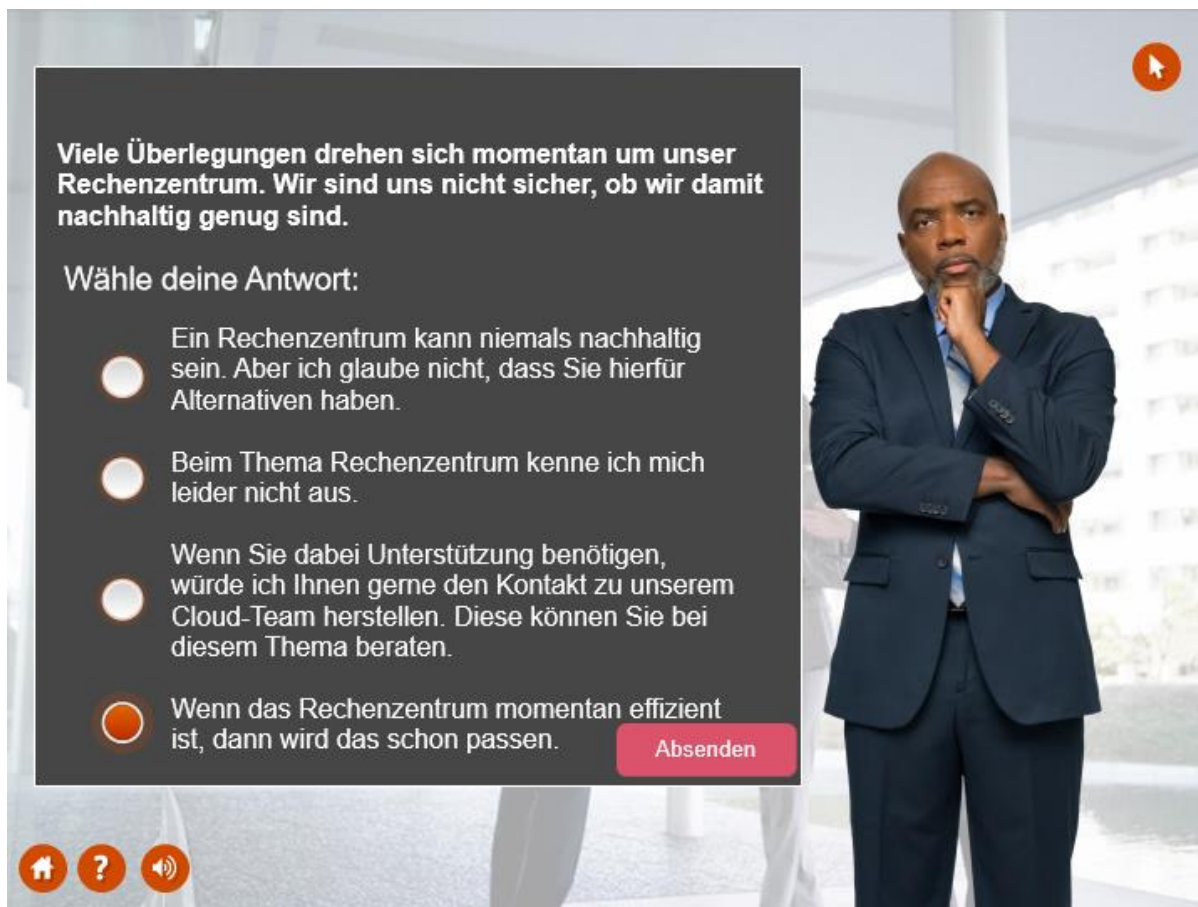 Viele Überlegungen drehen sich momentan um unser
Rechenzentrum. Wir sind uns nicht sicher, ob wir damit
nachhaltig genug sind.
Wähle deine Antwort:
Ein Rechenzentrum kann niemals nachhaltig
sein. Aber ich glaube nicht, dass Sie hierfür
Alternativen haben.
Beim Thema Rechenzentrum kenne ich mich
leider nicht aus.
Wenn Sie dabei Unterstützung benötigen,
würde ich Ihnen gerne den Kontakt zu unserem
Cloud-Team herstellen. Diese können Sie bei
diesem Thema beraten.
Wenn das Rechenzentrum momentan effizient
ist, dann wird das schon passen.
Absenden
?